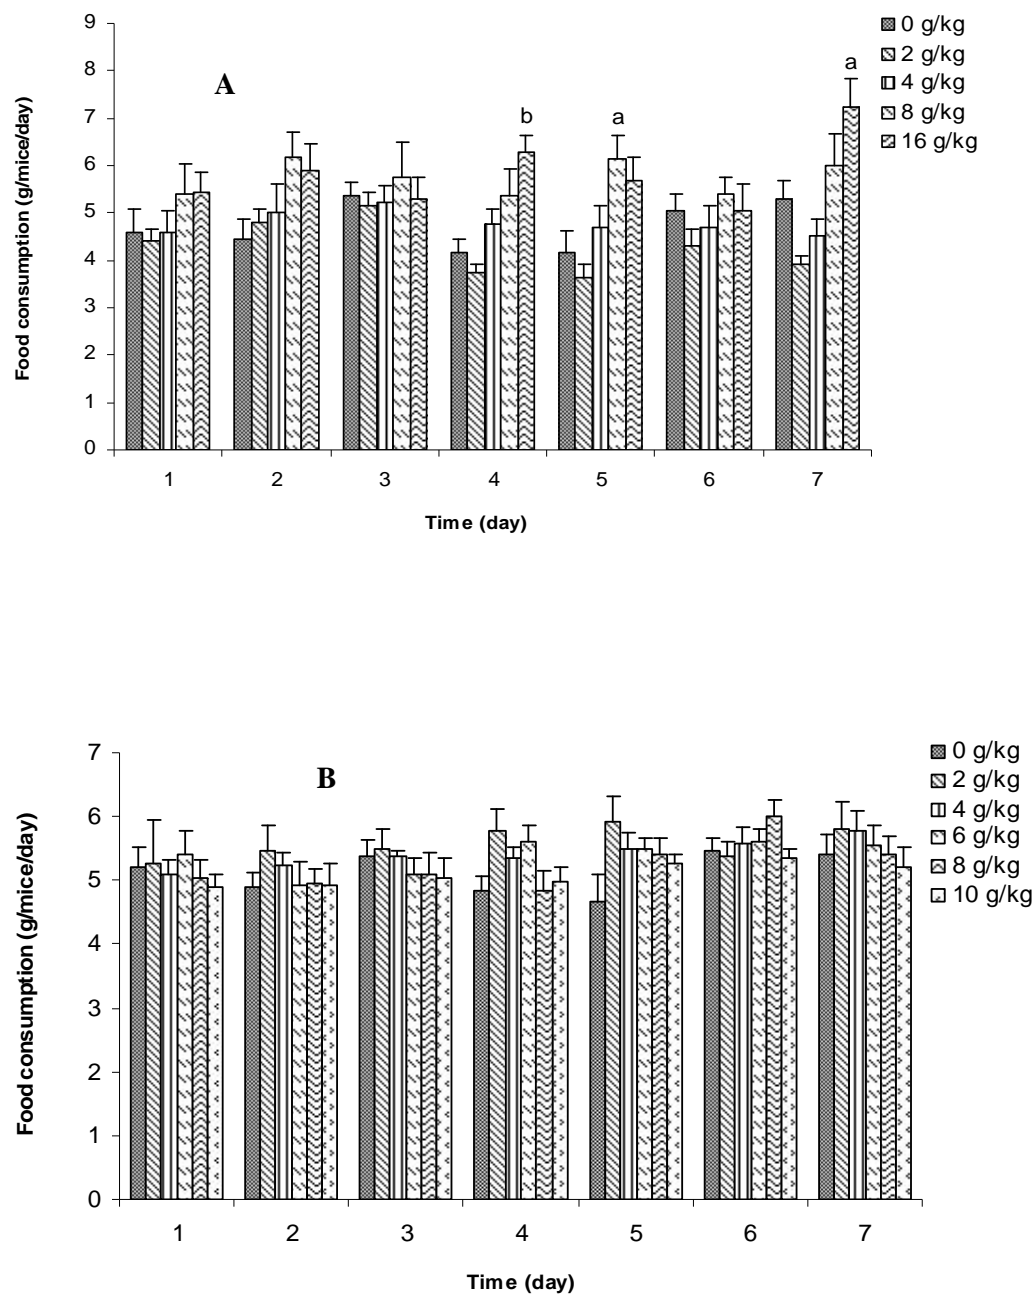 A
Food consumption (g/mice/day)
9
8
7
6
5
4
3
2
1
0
b
a
a
0 g/kg
2 g/kg
4 g/kg
8 g/kg
16 g/kg
1 2 3 4 5 6 7
Time (day)
B
Food consumption (g/mice/day)
7
6
5
4
3
2
1
0
0 g/kg
2 g/kg
4 g/kg
6 g/kg
8 g/kg
10 g/kg
1 2 3 4 5 6 7
Time (day)